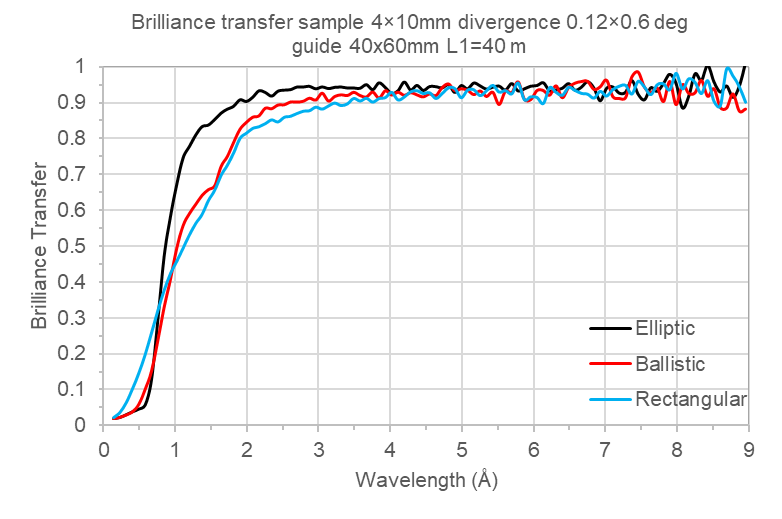 Brilliance transfer sample 4×10mm divergence 0.12×0.6 deg
guide 40x60mm L1=40 m
Brilliance Transfer
1
0.9
0.8
0.7
0.6
0.5
0.4
0.3
0.2
0.1
0
Elliptic
Ballistic
Rectangular
0 1 2 3 4 5 6 7 8 9
Wavelength (Å)